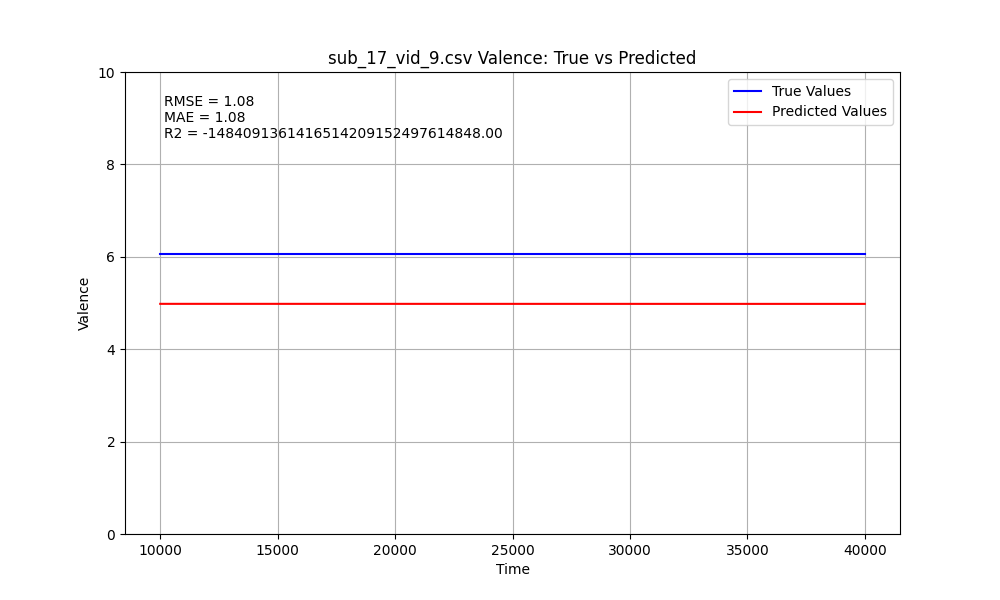 sub_17_vid_9.csv Valence: True vs Predicted
RMSE = 1.08
MAE = 1.08
R2 = -1484091361416514209152497614848.00
True Values
Predicted Values
Valence
10
8
6
4
2
0
10000
15000
20000
25000
30000
35000
40000
Time